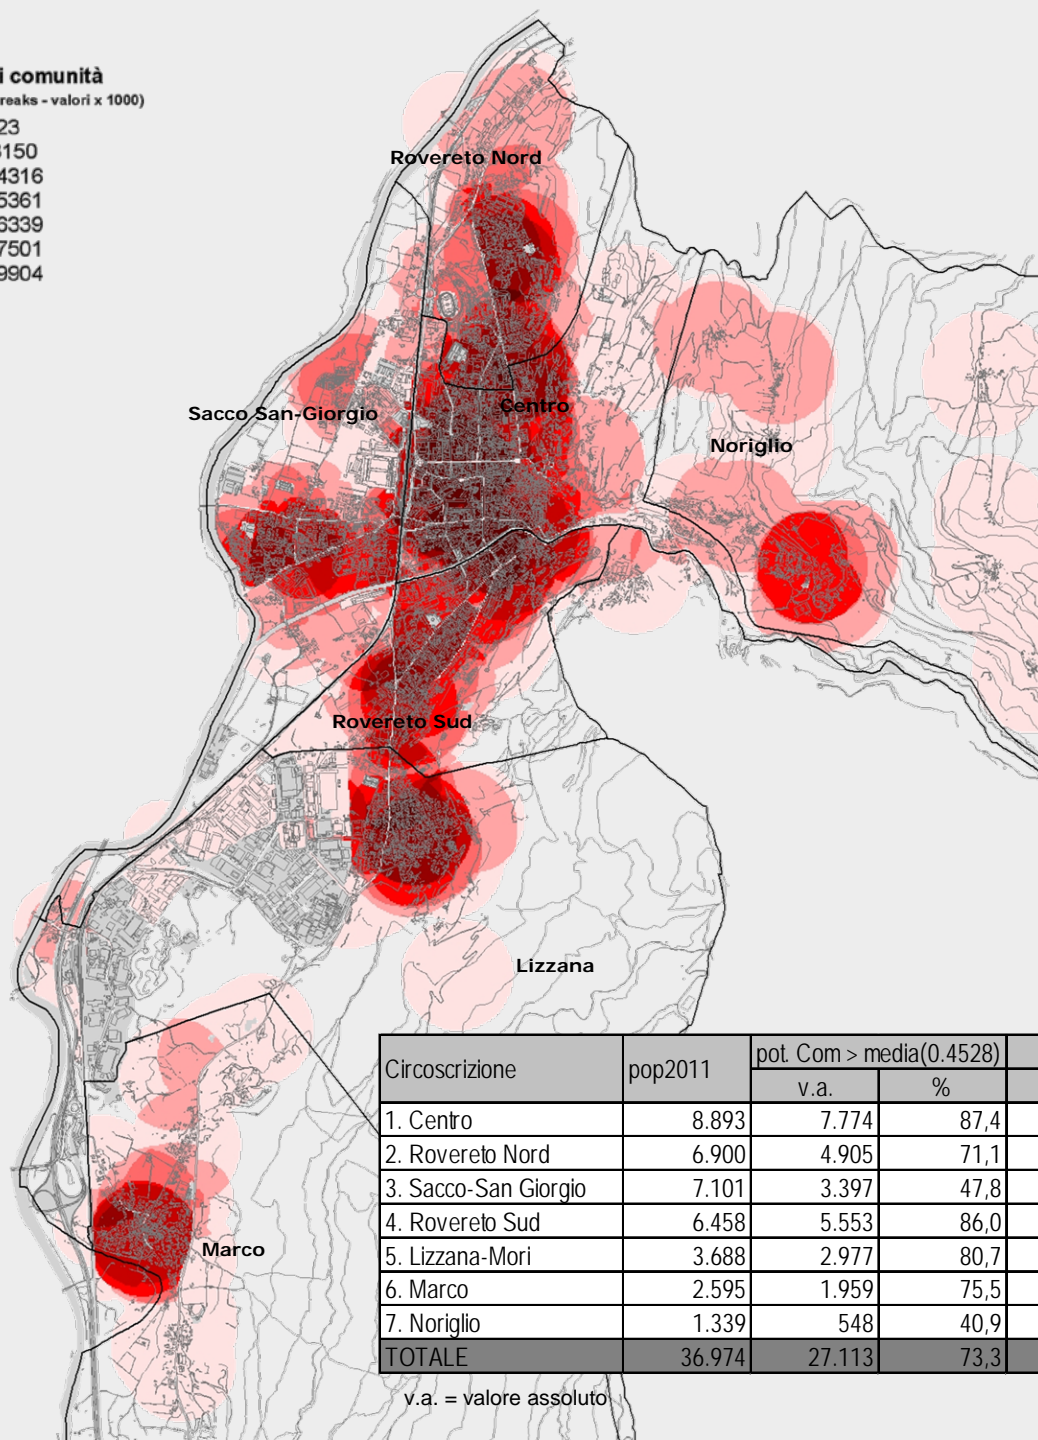 i comunità
reaks - valori x 1000)
23
3150
4316
5361
6339
7501
9904
Rovereto Nord
Sacco San-Giorgio
Centro
Noriglio
Rovereto Sud
Lizzana
Marco
Circoscrizione pop2011 pot. Com > media(0.4528)
v.a. %
1. Centro 8.893 7.774 87,4
2. Rovereto Nord 6.900 4.905 71,1
3. Sacco-San Giorgio 7.101 3.397 47,8
4. Rovereto Sud 6.458 5.553 86,0
5. Lizzana-Mori 3.688 2.977 80,7
6. Marco 2.595 1.959 75,5
7. Noriglio 1.339 548 40,9
TOTALE 36.974 27.113 73,3
v.a. = valore assoluto